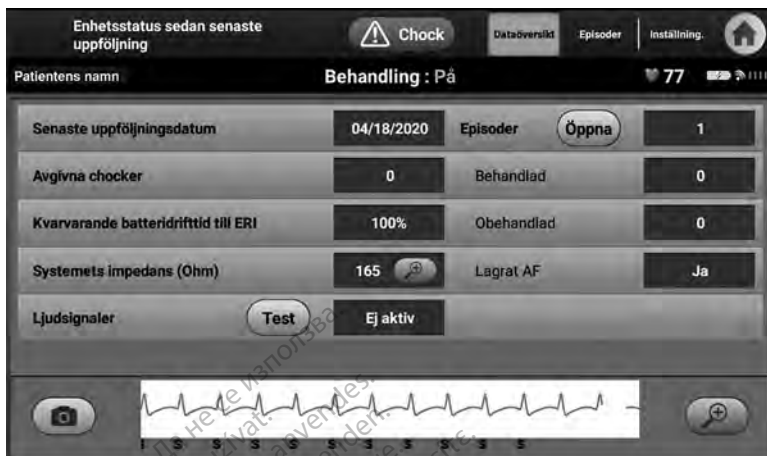 Enhetsstatus sedan senaste
uppföljning
Chock
Dataöversikt
Episoder
Inställning.
Patientens namn
Behandling : På
77
Senaste uppföljningsdatum
04/18/2020
Episoder
Öppna
1
Avgivna chocker
0
Behandlad
0
Kvarvarande batteridrifttid till ERI
100%
Obehandlad
0
Systemets impedans (Ohm)
165
Lagrat AF
Ja
Ljudsignaler
Test
Ej aktiv
S S S S S S S S S S